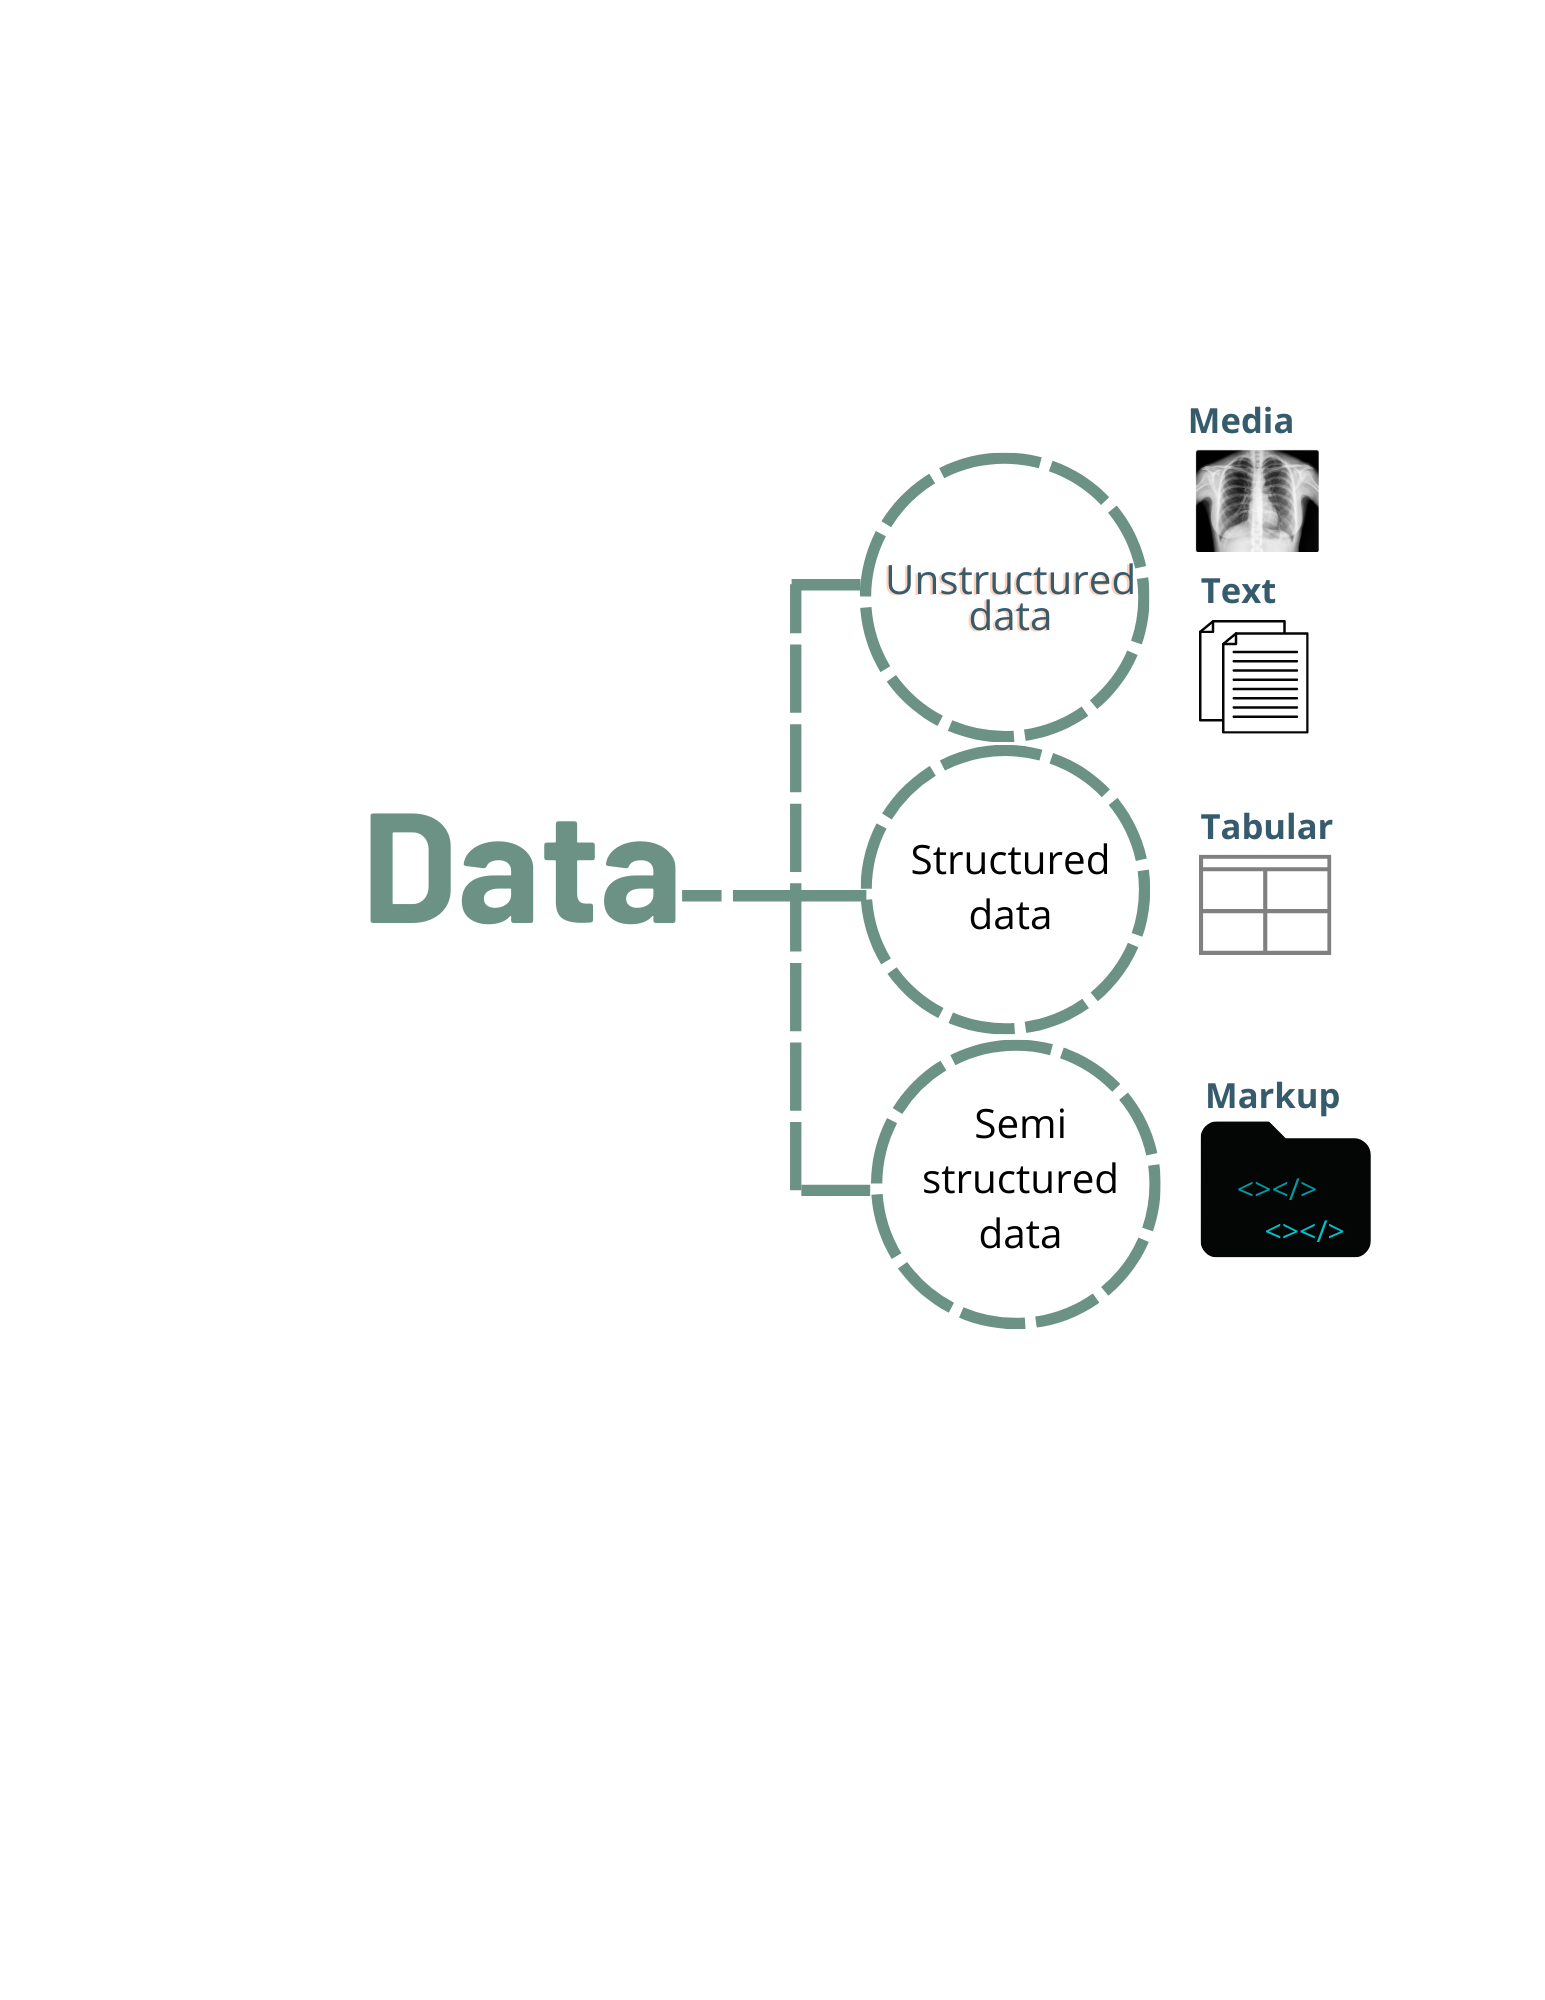 Data
Unstructured
data
Media
Text
Structured
data
Tabular
Semi
structured
data
Markup
<></>
<></>